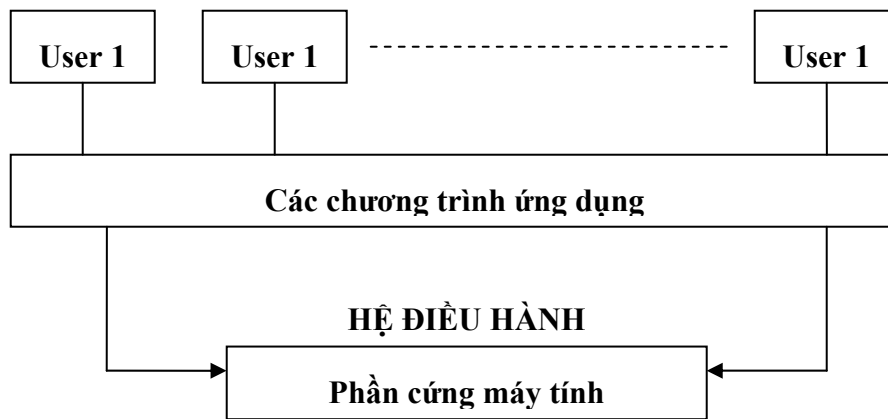 User 1 User 1 User 1
Các chương trình ứng dụng
HỆ ĐIỀU HÀNH
Phần cứng máy tính